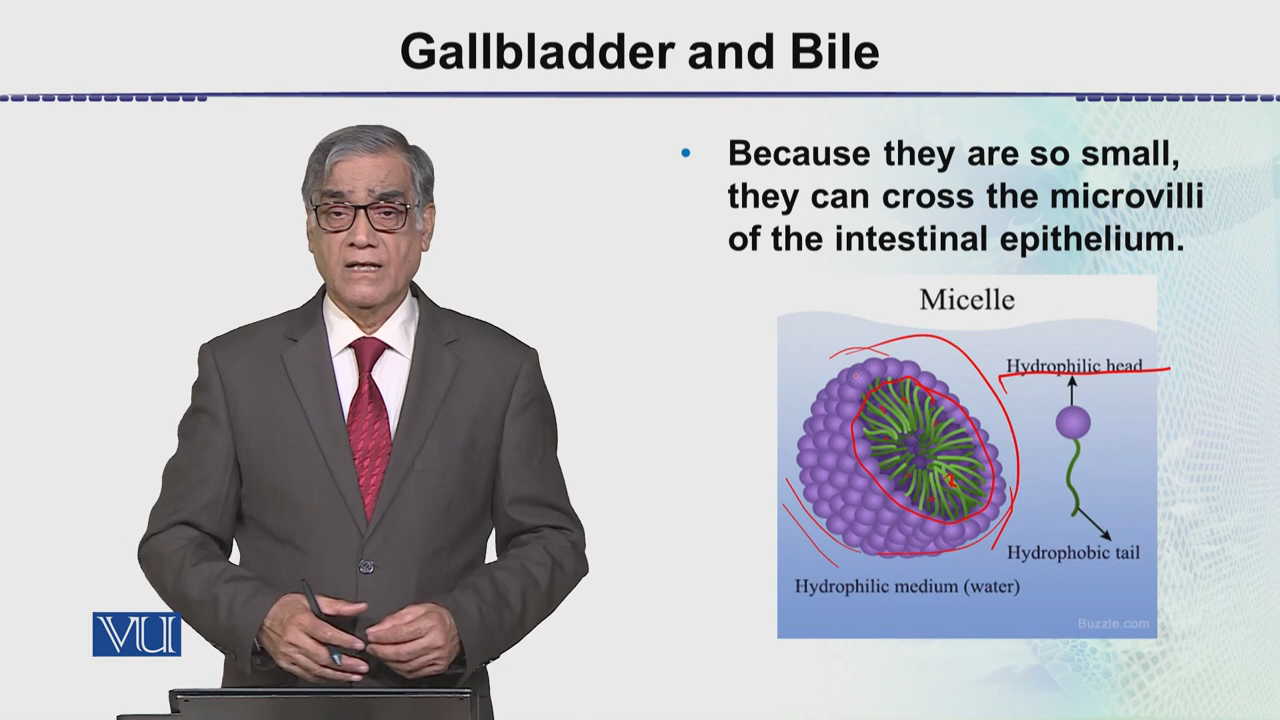 Gallbladder and Bile
• Because they are so small,
they can cross the microvilli
of the intestinal epithelium.
Micelle
Hydrophilic head
Hydrophobic tail
Hydrophilic medium (water)
Buzzle.com
VU